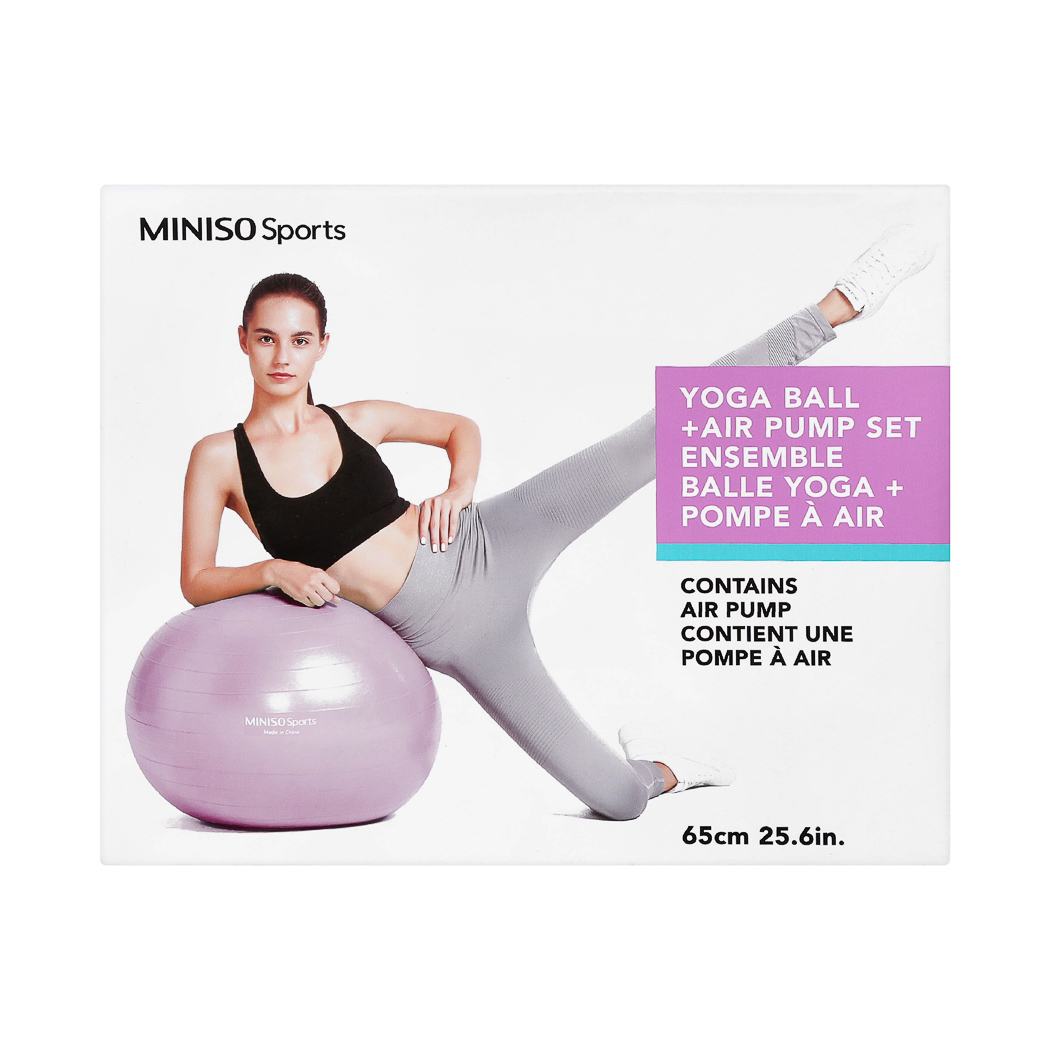 MINISO Sports
YOGA BALL
+AIR PUMP SET
ENSEMBLE
BALLE YOGA +
POMPE À AIR
CONTAINS
AIR PUMP
CONTIENT UNE
POMPE À AIR
MINISO Sports
Made in China
65cm 25.6in.